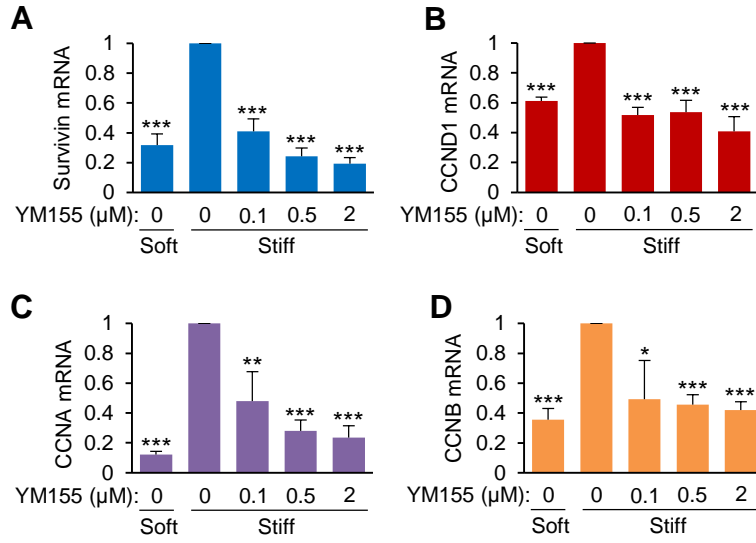 A
Survivin mRNA
1
0.8
0.6
0.4
0.2
0
***
***
***
***
YM155 (µM): 0 0 0.1 0.5 2
Soft Stiff
B
CCND1 mRNA
1
0.8
0.6
0.4
0.2
0
***
***
***
***
YM155 (µM): 0 0 0.1 0.5 2
Soft Stiff
C
CCNA mRNA
1
0.8
0.6
0.4
0.2
0
***
**
***
***
YM155 (µM): 0 0 0.1 0.5 2
Soft Stiff
D
CCNB mRNA
1
0.8
0.6
0.4
0.2
0
***
*
***
***
YM155 (µM): 0 0 0.1 0.5 2
Soft Stiff